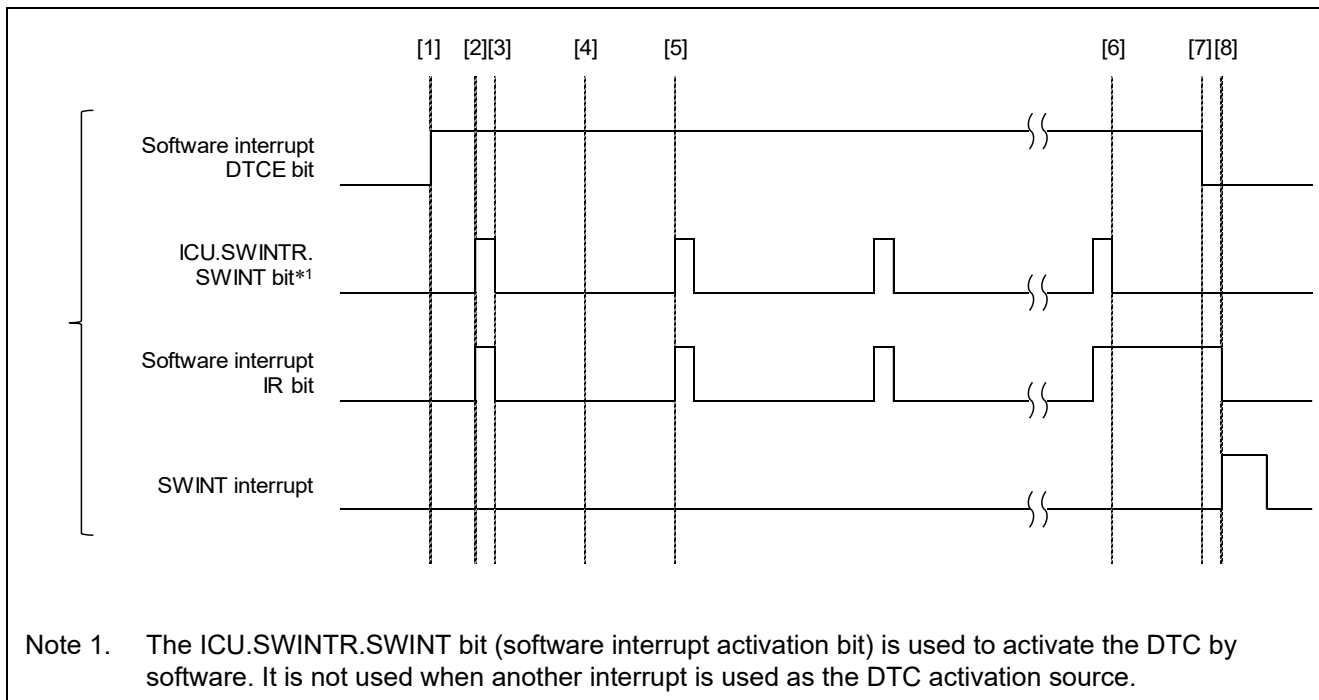 [1] [2][3] [4] [5] [6] [7][8]
Software interrupt
DTCE bit
ICU.SWINTR.
SWINT bit*1
Software interrupt
IR bit
SWINT interrupt
Note 1. The ICU.SWINTR.SWINT bit (software interrupt activation bit) is used to activate the DTC by
software. It is not used when another interrupt is used as the DTC activation source.